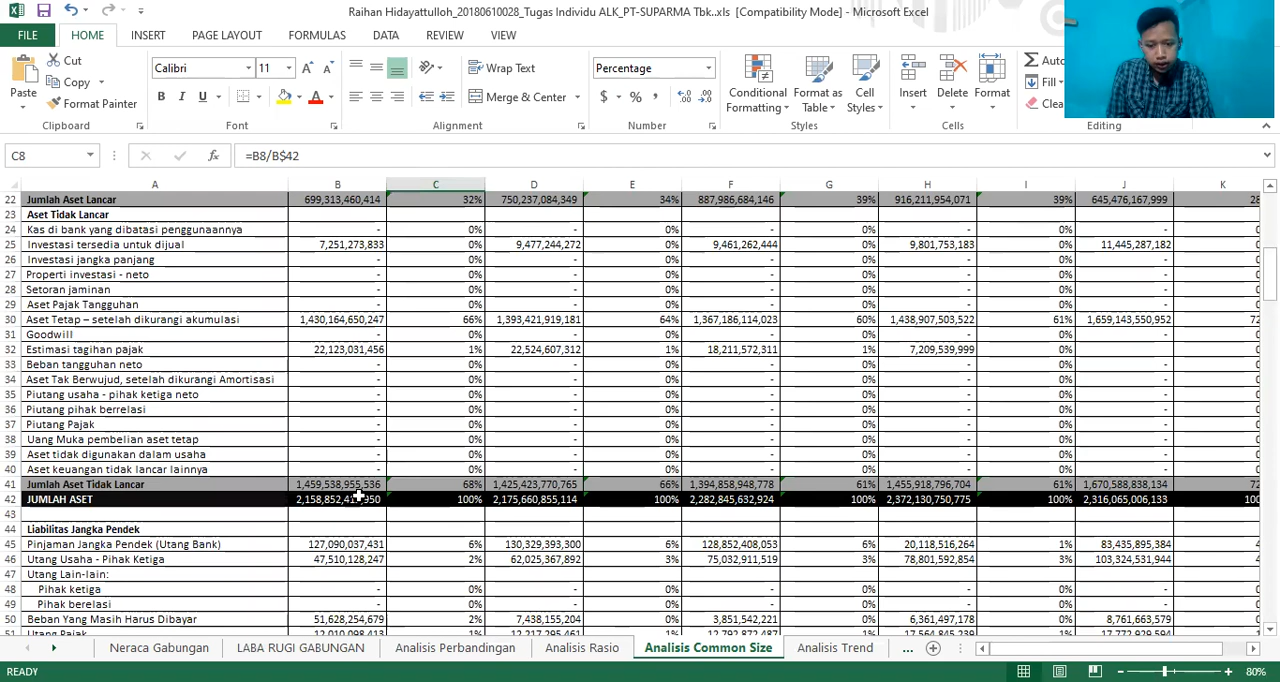 Raihan Hidayattulloh_20180610028_Tugas Individu ALK_PT-SUPARMA Tbk..xls [Compatibility Mode] - Microsoft Excel
FILE HOME INSERT PAGE LAYOUT FORMULAS DATA REVIEW VIEW
Cut Calibri 11 Wrap Text Percentage
Copy Merge & Center
Paste Format Painter Conditional Formatting Format as Table Cell Styles Insert Delete Format Auto Fill Clea
Clipboard Font Alignment Number Styles Cells Editing
C8 =B8/B$42
A B C D E F G H I J K
22 Jumlah Aset Lancar 699,313,460,414 32% 750,237,084,349 34% 887,986,684,146 39% 916,211,954,071 39% 645,476,167,999 28
23 Aset Tidak Lancar
24 Kas di bank yang dibatasi penggunaannya - 0% - 0% - 0% - 0% - 0
25 Investasi tersedia untuk dijual 7,251,273,833 0% 9,477,244,272 0% 9,461,262,444 0% 9,801,753,183 0% 11,445,287,182 0
26 Investasi jangka panjang - 0% - 0% - 0% - 0% - 0
27 Properti investasi - neto - 0% - 0% - 0% - 0% - 0
28 Setoran jaminan - 0% - 0% - 0% - 0% - 0
29 Aset Pajak Tangguhan - 0% - 0% - 0% - 0% - 0
30 Aset Tetap – setelah dikurangi akumulasi 1,430,164,650,247 66% 1,393,421,919,181 64% 1,367,186,114,023 60% 1,438,907,503,522 61% 1,659,143,550,952 72
31 Goodwill - 0% - 0% - 0% - 0% - 0
32 Estimasi tagihan pajak 22,123,031,456 1% 22,524,607,312 1% 18,211,572,311 1% 7,209,539,999 0% 0
33 Beban tangguhan neto - 0% - 0% - 0% - 0% - 0
34 Aset Tak Berwujud, setelah dikurangi Amortisasi - 0% - 0% - 0% - 0% - 0
35 Piutang usaha - pihak ketiga neto - 0% - 0% - 0% - 0% - 0
36 Piutang pihak berrelasi - 0% - 0% - 0% - 0% - 0
37 Piutang Pajak - 0% - 0% - 0% - 0% - 0
38 Uang Muka pembelian aset tetap - 0% - 0% - 0% - 0% - 0
39 Aset tidak digunakan dalam usaha - 0% - 0% - 0% - 0% - 0
40 Aset keuangan tidak lancar lainnya - 0% - 0% - 0% - 0% - 0
41 Jumlah Aset Tidak Lancar 1,459,538,955,536 68% 1,425,423,770,765 66% 1,394,858,948,778 61% 1,455,918,796,704 61% 1,670,588,838,134 72
42 JUMLAH ASET 100% 2,175,660,855,114 100% 2,282,845,632,924 100% 2,372,130,750,775 100% 2,316,065,006,133 100
43
44 Liabilitas Jangka Pendek
45 Pinjaman Jangka Pendek (Utang Bank) 127,090,037,431 6% 130,329,393,300 6% 128,852,408,053 6% 20,118,516,264 1% 83,435,895,384 4
46 Utang Usaha - Pihak Ketiga 47,510,128,247 2% 62,025,367,892 3% 75,032,911,519 3% 78,801,592,854 3% 103,324,531,944 4
47 Utang Lain-lain:
48 Pihak ketiga - 0% - 0% - 0% - 0% - 0
49 Pihak berelasi - 0% - 0% - 0% - 0% - 0
50 Beban Yang Masih Harus Dibayar 51,628,254,679 2% 7,438,155,204 0% 3,851,542,221 0% 6,361,497,178 0% 8,761,663,579 0
51 Utang Pajak 1% 1% 1% 1%
Neraca Gabungan LABA RUGI GABUNGAN Analisis Perbandingan Analisis Rasio Analisis Common Size Analisis Trend ...
READY 80%